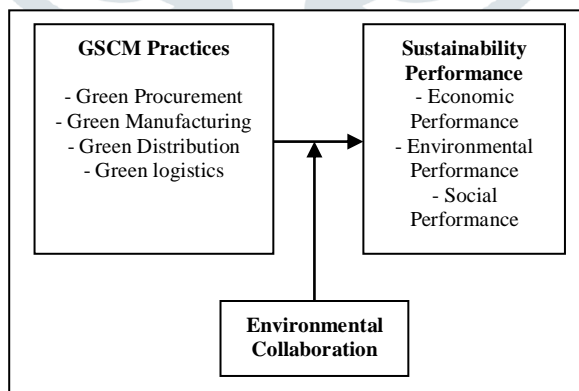 GSCM Practices
- Green Procurement
- Green Manufacturing
- Green Distribution
- Green logistics
Sustainability
Performance
- Economic
Performance
- Environmental
Performance
- Social
Performance
Environmental
Collaboration